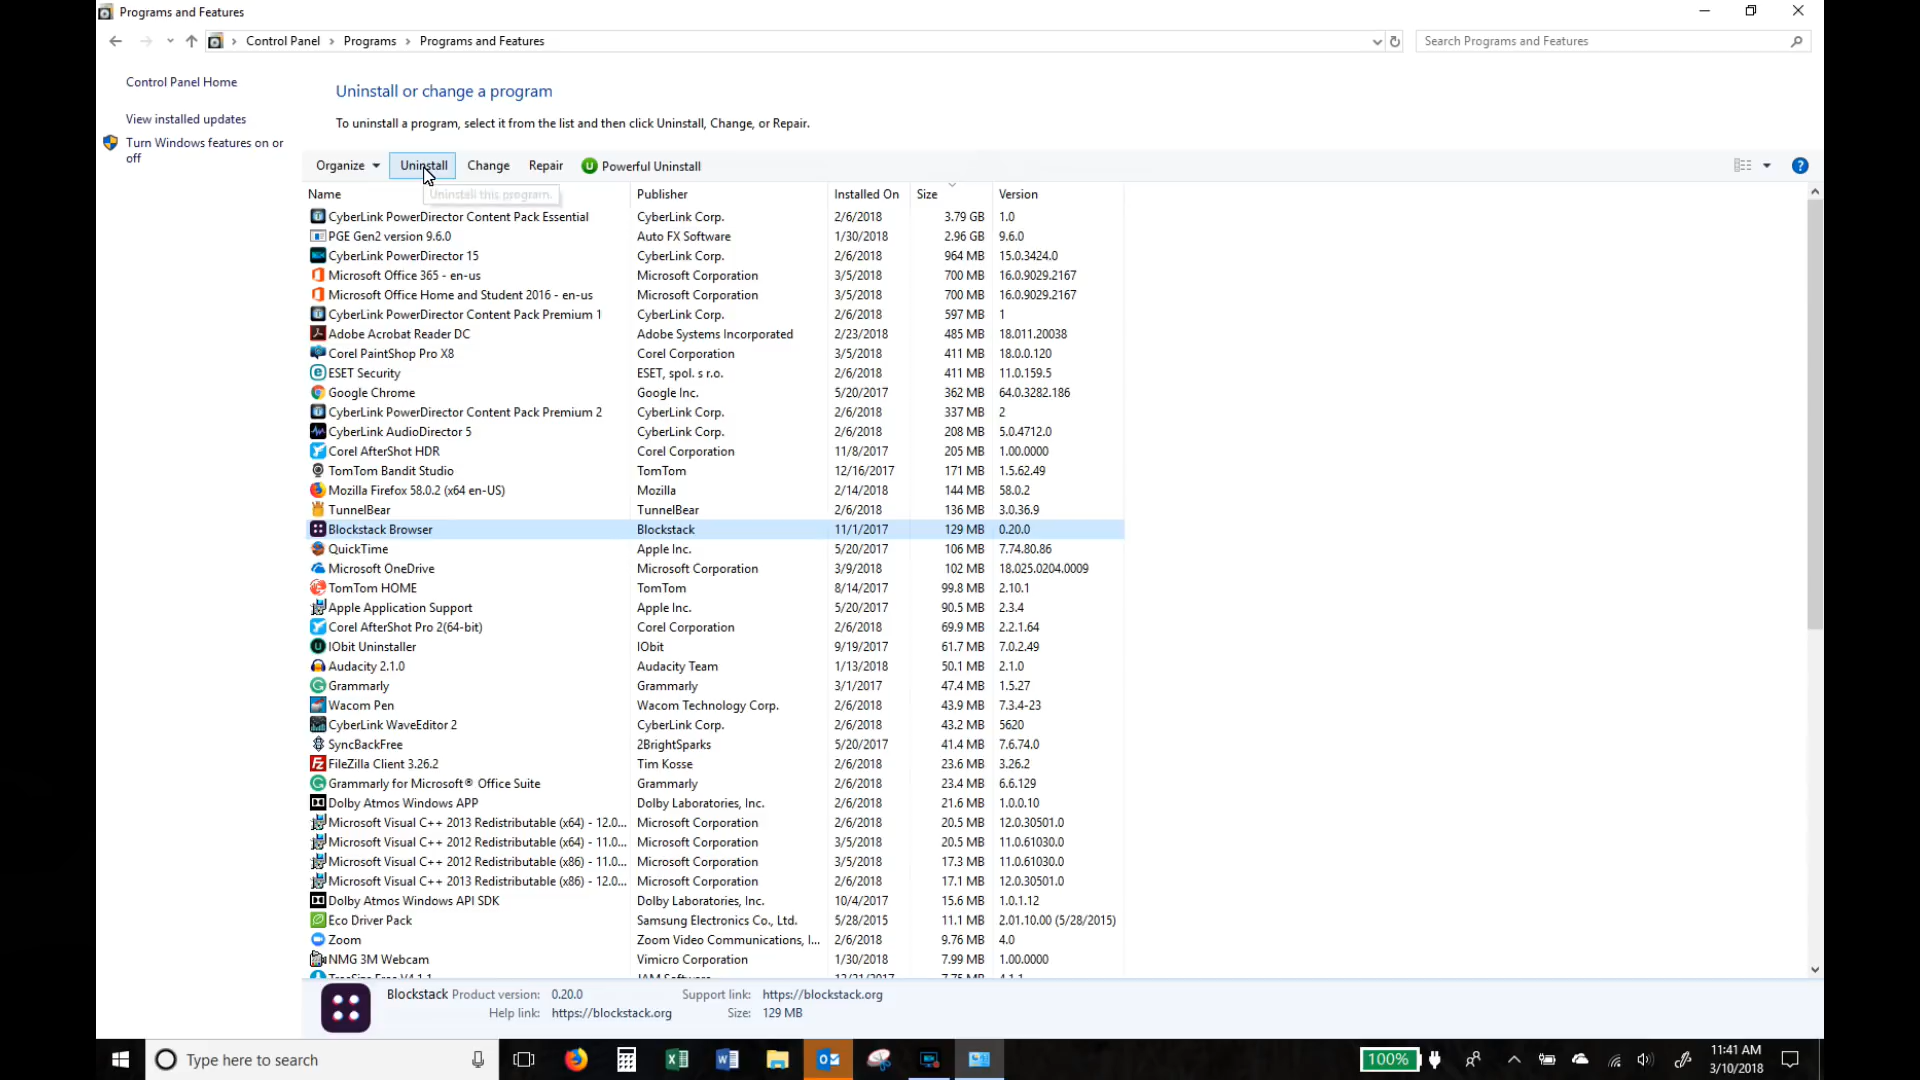 Programs and Features
Control Panel > Programs > Programs and Features
Search Programs and Features
Control Panel Home
View installed updates
Turn Windows features on or
off
Uninstall or change a program
To uninstall a program, select it from the list and then click Uninstall, Change, or Repair.
Organize Uninstall Change Repair Powerful Uninstall
Uninstall this program.
Name Publisher Installed On Size Version
CyberLink PowerDirector Content Pack Essential CyberLink Corp. 2/6/2018 3.79 GB 1.0
PGE Gen2 version 9.6.0 Auto FX Software 1/30/2018 2.96 GB 9.6.0
CyberLink PowerDirector 15 CyberLink Corp. 2/6/2018 964 MB 15.0.3424.0
Microsoft Office 365 - en-us Microsoft Corporation 3/5/2018 700 MB 16.0.9029.2167
Microsoft Office Home and Student 2016 - en-us Microsoft Corporation 3/5/2018 700 MB 16.0.9029.2167
CyberLink PowerDirector Content Pack Premium 1 CyberLink Corp. 2/6/2018 597 MB 1
Adobe Acrobat Reader DC Adobe Systems Incorporated 2/23/2018 485 MB 18.011.20038
Corel PaintShop Pro X8 Corel Corporation 3/5/2018 411 MB 18.0.0.120
ESET Security ESET, spol. s r.o. 2/6/2018 411 MB 11.0.159.5
Google Chrome Google Inc. 5/20/2017 362 MB 64.0.3282.186
CyberLink PowerDirector Content Pack Premium 2 CyberLink Corp. 2/6/2018 337 MB 2
CyberLink AudioDirector 5 CyberLink Corp. 2/6/2018 208 MB 5.0.4712.0
Corel AfterShot HDR Corel Corporation 11/8/2017 205 MB 1.00.0000
TomTom Bandit Studio TomTom 12/16/2017 171 MB 1.5.62.49
Mozilla Firefox 58.0.2 (x64 en-US) Mozilla 2/14/2018 144 MB 58.0.2
TunnelBear TunnelBear 2/6/2018 136 MB 3.0.36.9
Blockstack Browser Blockstack 11/1/2017 129 MB 0.20.0
QuickTime Apple Inc. 5/20/2017 106 MB 7.74.80.86
Microsoft OneDrive Microsoft Corporation 3/9/2018 102 MB 18.025.0204.0009
TomTom HOME TomTom 8/14/2017 99.8 MB 2.10.1
Apple Application Support Apple Inc. 5/20/2017 90.5 MB 2.3.4
Corel AfterShot Pro 2(64-bit) Corel Corporation 2/6/2018 69.9 MB 2.2.1.64
IObit Uninstaller IObit 9/19/2017 61.7 MB 7.0.2.49
Audacity 2.1.0 Audacity Team 1/13/2018 50.1 MB 2.1.0
Grammarly Grammarly 3/1/2017 47.4 MB 1.5.27
Wacom Pen Wacom Technology Corp. 2/6/2018 43.9 MB 7.3.4-23
CyberLink WaveEditor 2 CyberLink Corp. 2/6/2018 43.2 MB 5620
SyncBackFree 2BrightSparks 5/20/2017 41.4 MB 7.6.74.0
FileZilla Client 3.26.2 Tim Kosse 2/6/2018 23.6 MB 3.26.2
Grammarly for Microsoft® Office Suite Grammarly 2/6/2018 23.4 MB 6.6.129
Dolby Atmos Windows APP Dolby Laboratories, Inc. 2/6/2018 21.6 MB 1.0.0.10
Microsoft Visual C++ 2013 Redistributable (x64) - 12.0... Microsoft Corporation 2/6/2018 20.5 MB 12.0.30501.0
Microsoft Visual C++ 2012 Redistributable (x64) - 11.0... Microsoft Corporation 3/5/2018 20.5 MB 11.0.61030.0
Microsoft Visual C++ 2012 Redistributable (x86) - 11.0... Microsoft Corporation 3/5/2018 17.3 MB 11.0.61030.0
Microsoft Visual C++ 2013 Redistributable (x86) - 12.0... Microsoft Corporation 2/6/2018 17.1 MB 12.0.30501.0
Dolby Atmos Windows API SDK Dolby Laboratories, Inc. 10/4/2017 15.6 MB 1.0.1.12
Eco Driver Pack Samsung Electronics Co., Ltd. 5/28/2015 11.1 MB 2.01.10.00 (5/28/2015)
Zoom Zoom Video Communications, I... 2/6/2018 9.76 MB 4.0
NMG 3M Webcam Vimicro Corporation 1/30/2018 7.99 MB 1.00.0000
Blockstack Product version: 0.20.0 Support link: https://blockstack.org
Help link: https://blockstack.org Size: 129 MB
Type here to search
100%
11:41 AM
3/10/2018